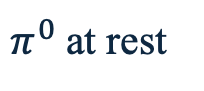 π⁰ at rest